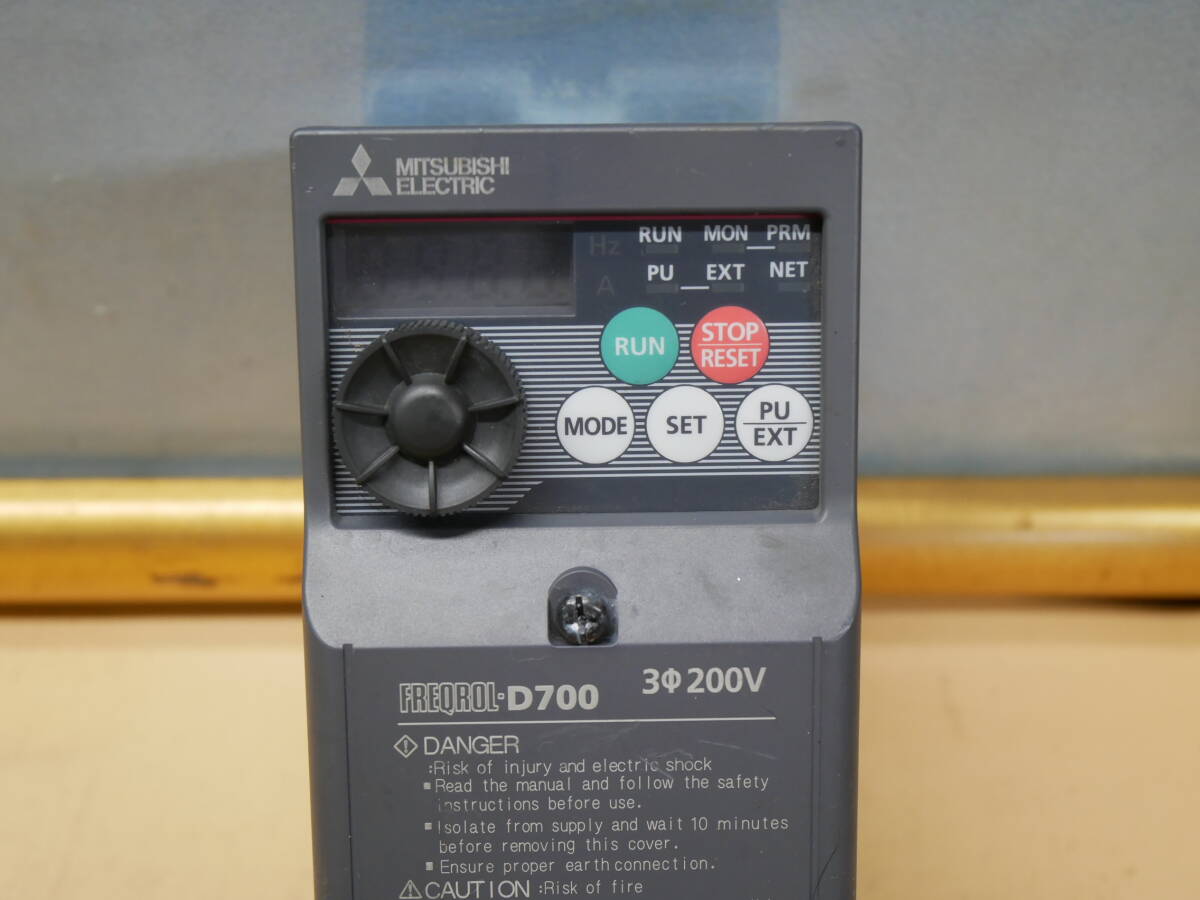 MITSUBISHI
ELECTRIC
Hz
A
RUN MON PRM
PU EXT NET
RUN
STOP
RESET
MODE
SET
PU
EXT
FREQROL-D700 3Φ200V
DANGER
:Risk of injury and electric shock
▪Read the manual and follow the safety
instructions before use.
▪Isolate from supply and wait 10 minutes
before removing this cover.
▪Ensure proper earth connection.
CAUTION :Risk of fire